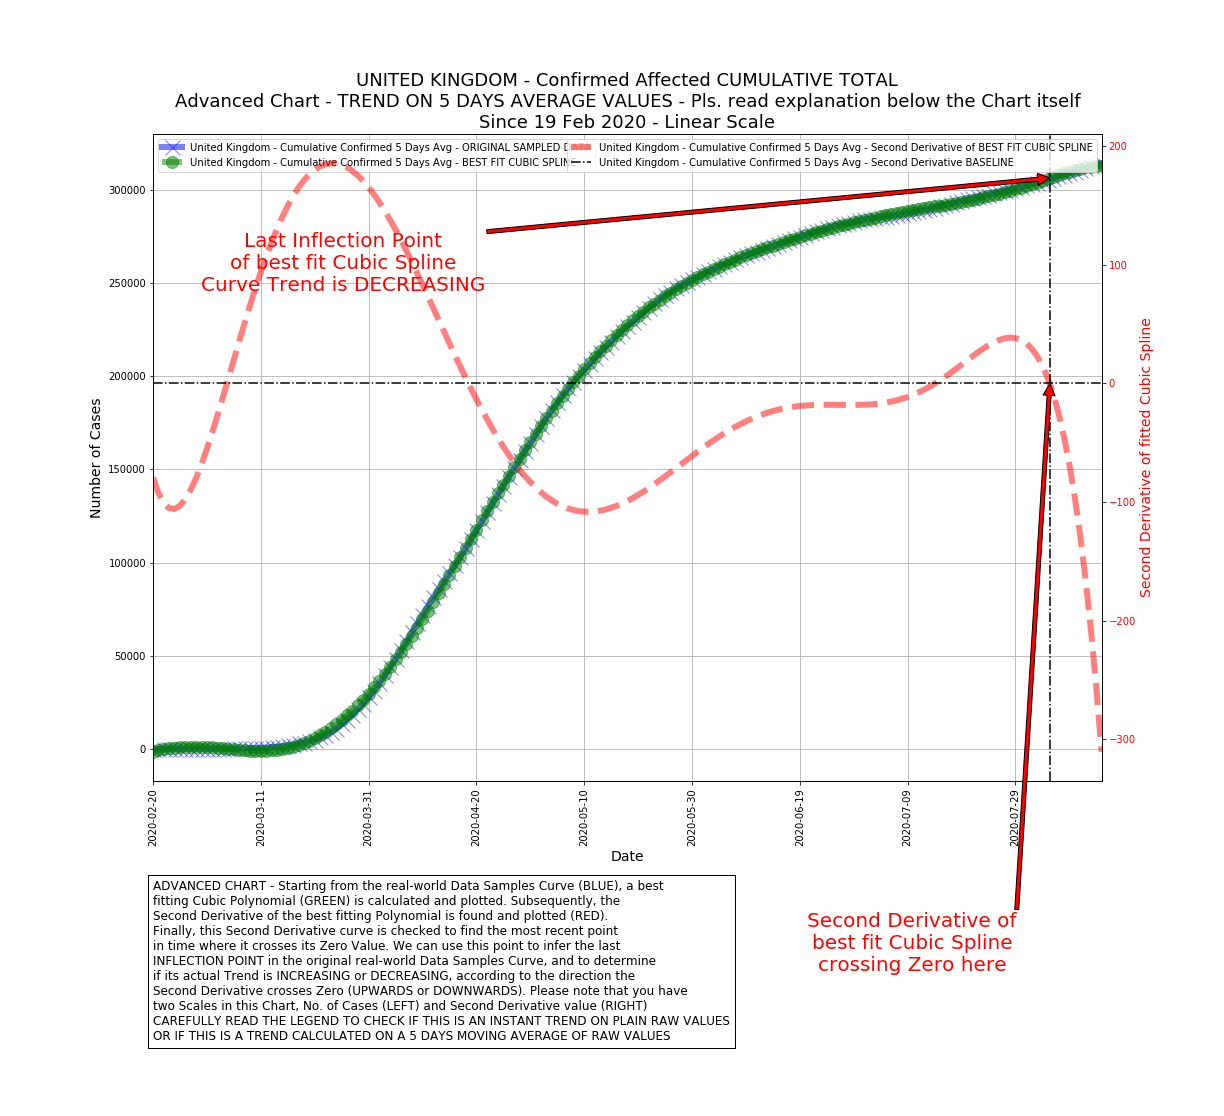 UNITED KINGDOM - Confirmed Affected CUMULATIVE TOTAL
Advanced Chart - TREND ON 5 DAYS AVERAGE VALUES - Pls. read explanation below the Chart itself
Since 19 Feb 2020 - Linear Scale
United Kingdom - Cumulative Confirmed 5 Days Avg - ORIGINAL SAMPLED
United Kingdom - Cumulative Confirmed 5 Days Avg - BEST FIT CUBIC SPLINE
United Kingdom - Cumulative Confirmed 5 Days Avg - Second Derivative of BEST FIT CUBIC SPLINE
United Kingdom - Cumulative Confirmed 5 Days Avg - Second Derivative BASELINE
Last Inflection Point
of best fit Cubic Spline
Curve Trend is DECREASING
Number of Cases
300000
250000
200000
150000
100000
50000
0
200
100
0
−100
−200
−300
Second Derivative of fitted Cubic Spline
2020-02-20
2020-03-11
2020-03-31
2020-04-20
2020-05-10
2020-05-30
2020-06-19
2020-07-09
2020-07-29
Date
ADVANCED CHART - Starting from the real-world Data Samples Curve (BLUE), a best
fitting Cubic Polynomial (GREEN) is calculated and plotted. Subsequently, the
Second Derivative of the best fitting Polynomial is found and plotted (RED).
Finally, this Second Derivative curve is checked to find the most recent point
in time where it crosses its Zero Value. We can use this point to infer the last
INFLECTION POINT in the original real-world Data Samples Curve, and to determine
if its actual Trend is INCREASING or DECREASING, according to the direction the
Second Derivative crosses Zero (UPWARDS or DOWNWARDS). Please note that you have
two Scales in this Chart, No. of Cases (LEFT) and Second Derivative value (RIGHT)
CAREFULLY READ THE LEGEND TO CHECK IF THIS IS AN INSTANT TREND ON PLAIN RAW VALUES
OR IF THIS IS A TREND CALCULATED ON A 5 DAYS MOVING AVERAGE OF RAW VALUES
Second Derivative of
best fit Cubic Spline
crossing Zero here